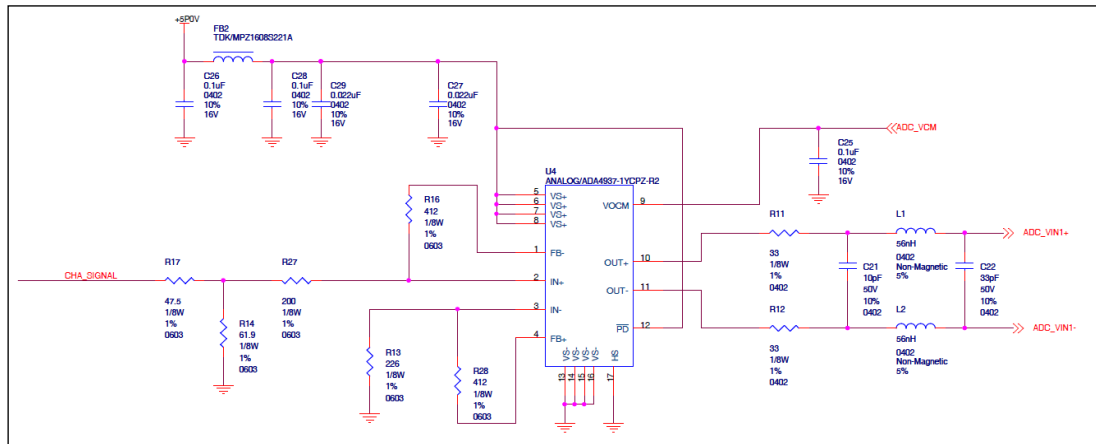 +5P0V
FB2
TDK/MPZ1608S221A
C26
0.1uF
0402
10%
16V
C28
0.1uF
0402
10%
16V
C29
0.022uF
0402
10%
16V
C27
0.022uF
0402
10%
16V
ADC_VCM
C25
0.1uF
0402
10%
16V
U4
ANALOG/ADA4937-1YCPZ-R2
5 VS+
6 VS+
7 VS+
8 VS+
1 FB-
2 IN+
3 IN-
4 FB+
VOCM 9
OUT+ 10
OUT- 11
PD 12
VS- VS- VS- VS- HS
13 14 15 16 17
R16
412
1/8W
1%
0603
CHA_SIGNAL
R17
47.5
1/8W
1%
0603
R27
200
1/8W
1%
0603
R14
61.9
1/8W
1%
0603
R13
226
1/8W
1%
0603
R28
412
1/8W
1%
0603
R11
33
1/8W
1%
0402
R12
33
1/8W
1%
0402
C21
10pF
50V
10%
0402
L1
56nH
0402
Non-Magnetic
5%
L2
56nH
0402
Non-Magnetic
5%
C22
33pF
50V
10%
0402
ADC_VIN1+
ADC_VIN1-